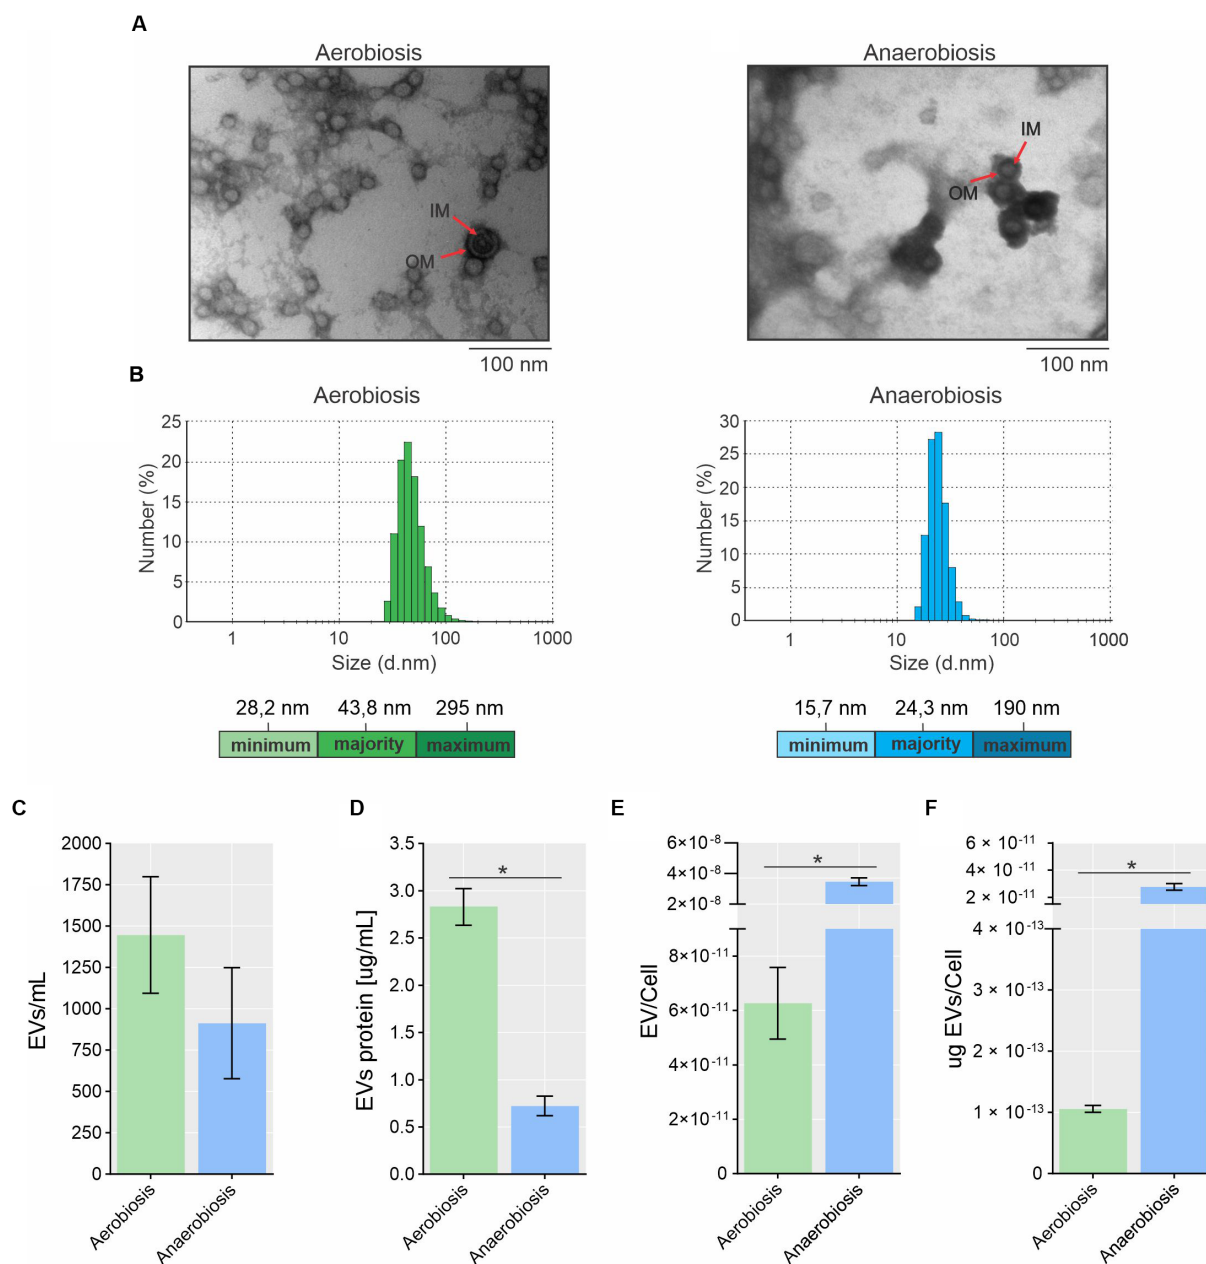 A
Aerobiosis
Anaerobiosis
IM
OM
IM
OM
100 nm
100 nm
B
Aerobiosis
Anaerobiosis
25
20
15
10
5
0
Number (%)
1
10
100
1000
Size (d.nm)
30
25
20
15
10
5
0
Number (%)
1
10
100
1000
Size (d.nm)
28,2 nm 43,8 nm 295 nm
minimum majority maximum
15,7 nm 24,3 nm 190 nm
minimum majority maximum
C
2000
1750
1500
1250
1000
750
500
250
0
EVs/mL
Aerobiosis
Anaerobiosis
D
3.5
3.0
2.5
2.0
1.5
1.0
0.5
0.0
EVs protein [ug/mL]
*
Aerobiosis
Anaerobiosis
E
6×10⁻⁸
4×10⁻⁸
2×10⁻⁸
8×10⁻¹¹
6×10⁻¹¹
4×10⁻¹¹
2×10⁻¹¹
0
EV/Cell
*
Aerobiosis
Anaerobiosis
F
6 × 10⁻¹¹
4 × 10⁻¹¹
2 × 10⁻¹¹
4 × 10⁻¹³
3 × 10⁻¹³
2 × 10⁻¹³
1 × 10⁻¹³
0
ug EVs/Cell
*
Aerobiosis
Anaerobiosis